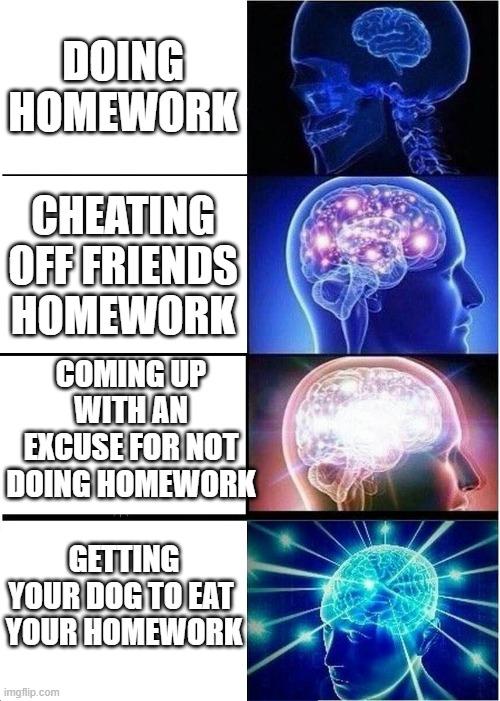 DOING
HOMEWORK
CHEATING
OFF FRIENDS
HOMEWORK
COMING UP
WITH AN
EXCUSE FOR NOT
DOING HOMEWORK
GETTING
YOUR DOG TO EAT
YOUR HOMEWORK
imgflip.com